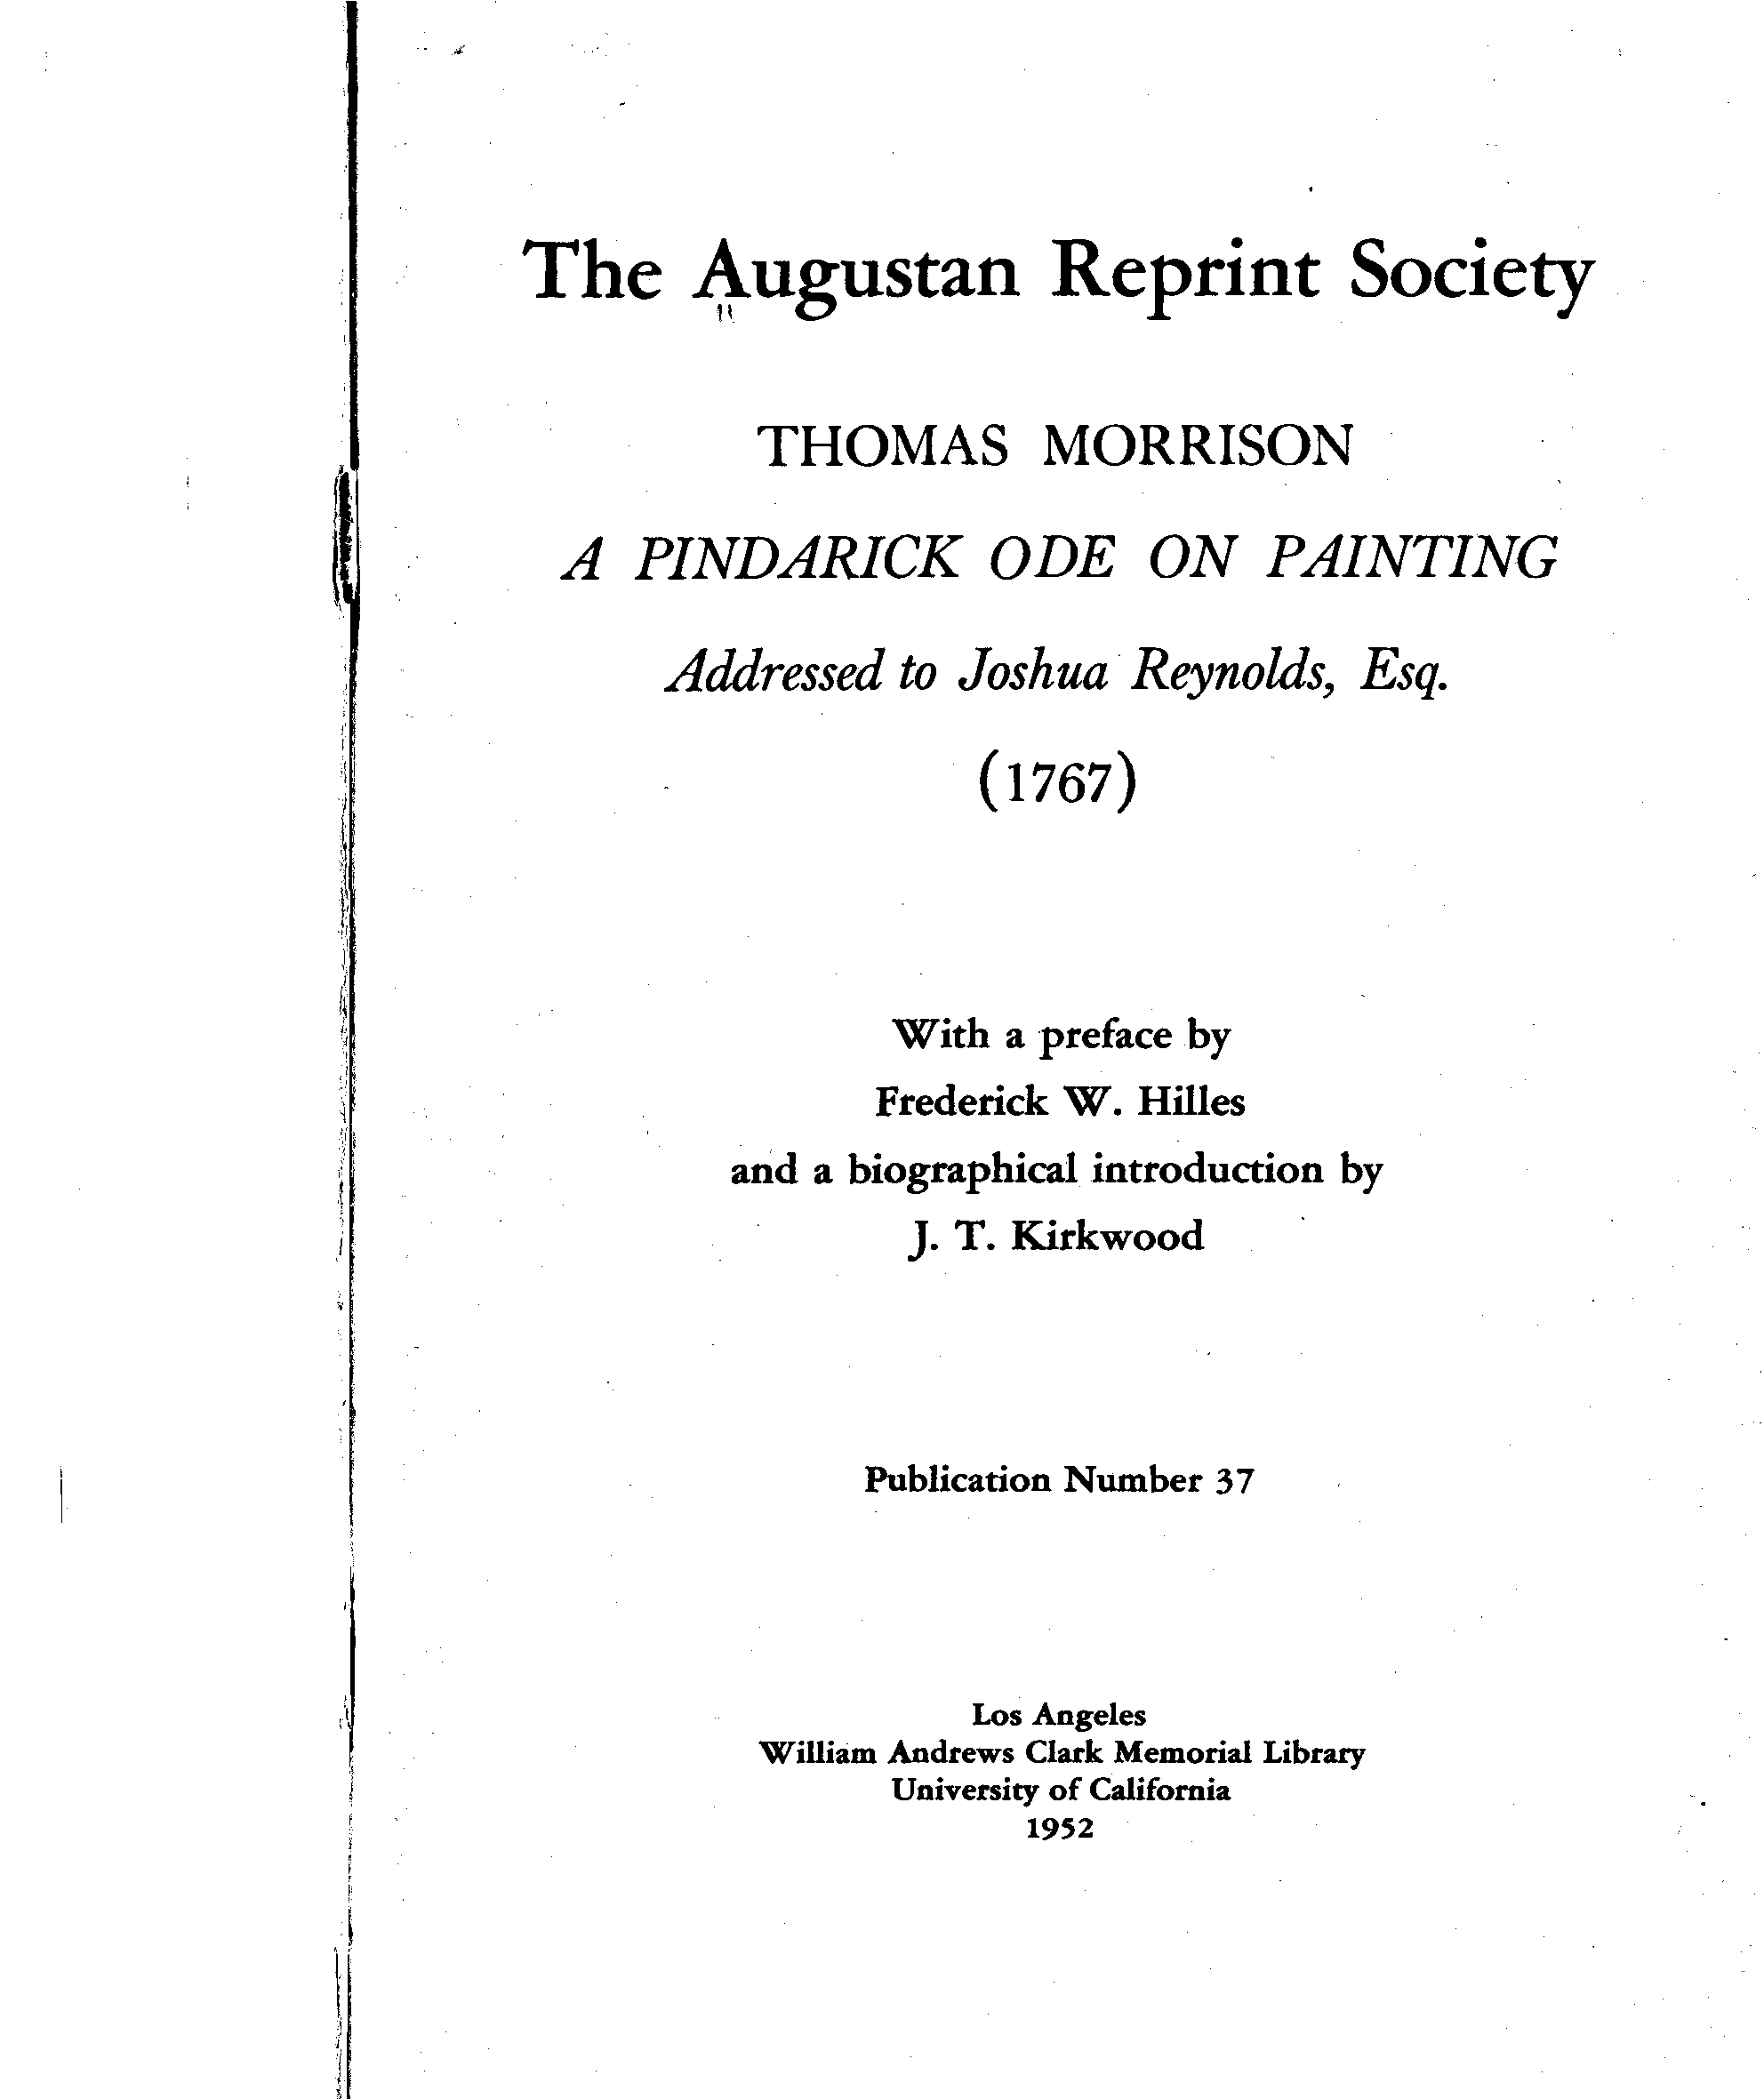 The Augustan Reprint Society
THOMAS MORRISON
A PINDARICK ODE ON PAINTING
Addressed to Joshua Reynolds, Esq.
(1767)
With a preface by
Frederick W. Hilles
and a biographical introduction by
J. T. Kirkwood
Publication Number 37
Los Angeles
William Andrews Clark Memorial Library
University of California
1952